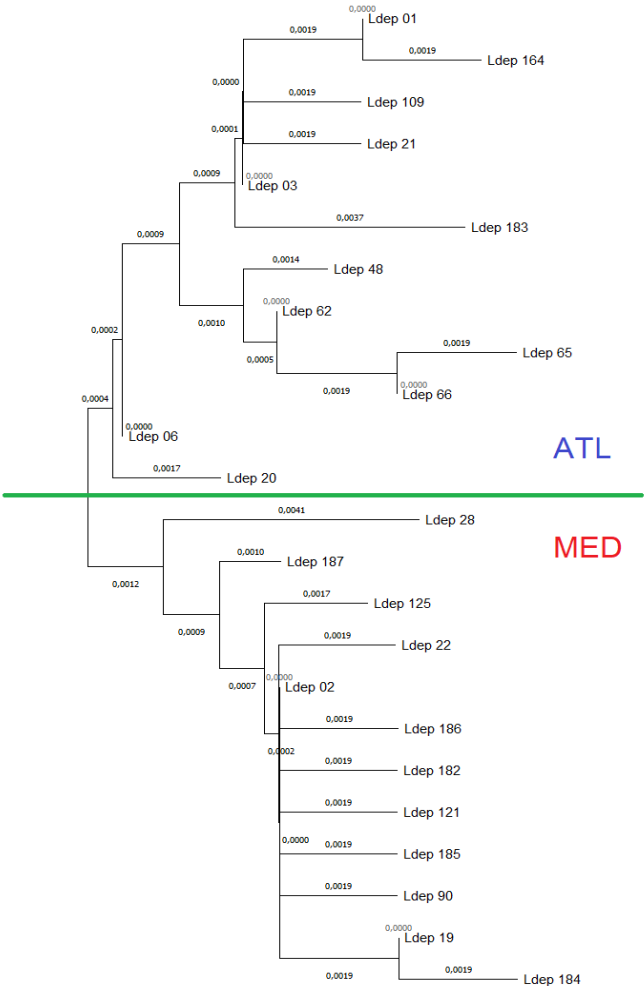 0,0000
Ldep 01
0,0019
0,0019
Ldep 164
0,0000
0,0019
Ldep 109
0,0001
0,0019
Ldep 21
0,0009
0,0000
Ldep 03
0,0037
Ldep 183
0,0009
0,0014
Ldep 48
0,0000
Ldep 62
0,0010
0,0002
0,0019
Ldep 65
0,0005
0,0019
0,0000
Ldep 66
0,0004
0,0000
Ldep 06
ATL
0,0017
Ldep 20
0,0041
Ldep 28
MED
0,0010
Ldep 187
0,0012
0,0017
Ldep 125
0,0009
0,0019
Ldep 22
0,0000
Ldep 02
0,0007
0,0019
Ldep 186
0,0002
0,0019
Ldep 182
0,0019
Ldep 121
0,0000
0,0019
Ldep 185
0,0019
Ldep 90
0,0000
Ldep 19
0,0019
0,0019
Ldep 184